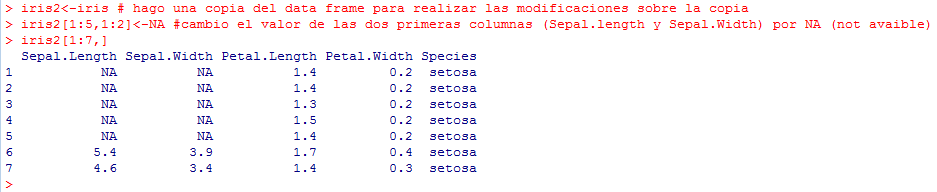 > iris2<-iris # hago una copia del data frame para realizar las modificaciones sobre la copia
> iris2[1:5,1:2]<-NA #cambio el valor de las dos primeras columnas (Sepal.length y Sepal.Width) por NA (not avaible)
> iris2[1:7,]
  Sepal.Length Sepal.Width Petal.Length Petal.Width Species
1           NA          NA          1.4         0.2  setosa
2           NA          NA          1.4         0.2  setosa
3           NA          NA          1.3         0.2  setosa
4           NA          NA          1.5         0.2  setosa
5           NA          NA          1.4         0.2  setosa
6          5.4         3.9          1.7         0.4  setosa
7          4.6         3.4          1.4         0.3  setosa
>